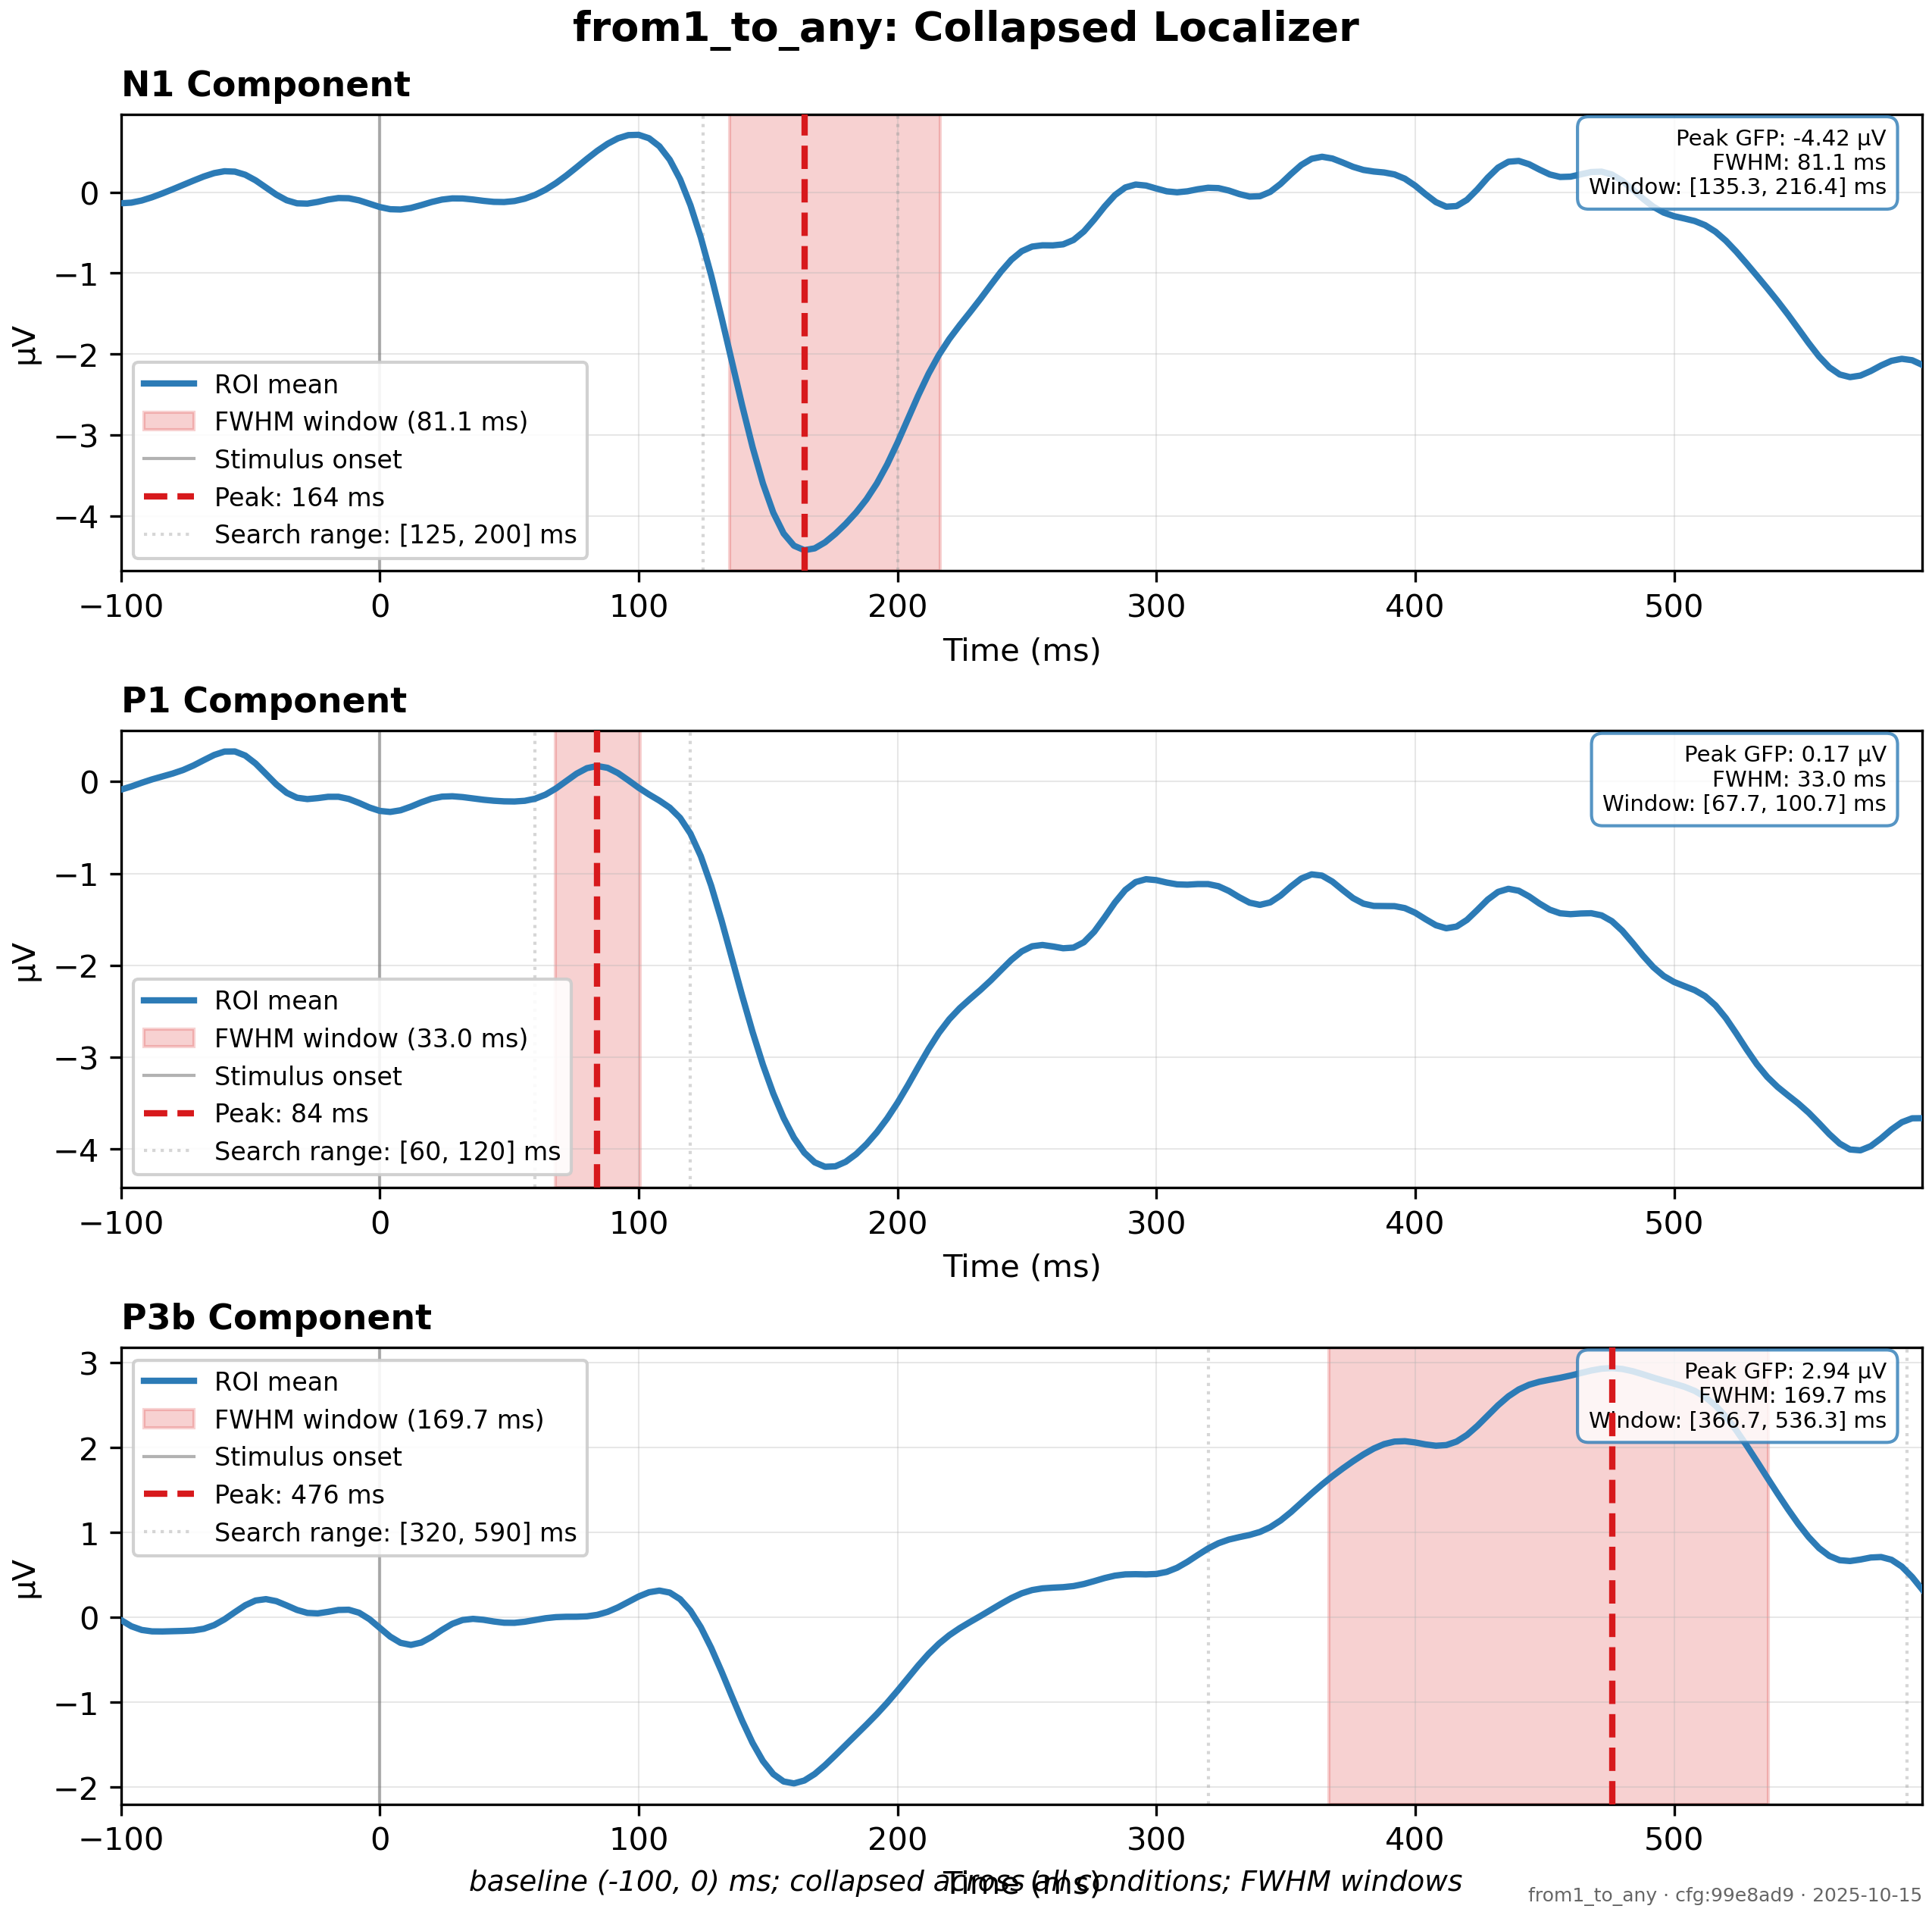 from1_to_any: Collapsed Localizer
N1 Component
Peak GFP: -4.42 µV
FWHM: 81.1 ms
Window: [135.3, 216.4] ms
0
−1
−2
−3
−4
µV
ROI mean
FWHM window (81.1 ms)
Stimulus onset
Peak: 164 ms
Search range: [125, 200] ms
−100 0 100 200 300 400 500
Time (ms)
P1 Component
Peak GFP: 0.17 µV
FWHM: 33.0 ms
Window: [67.7, 100.7] ms
0
−1
−2
−3
−4
µV
ROI mean
FWHM window (33.0 ms)
Stimulus onset
Peak: 84 ms
Search range: [60, 120] ms
−100 0 100 200 300 400 500
Time (ms)
P3b Component
ROI mean
FWHM window (169.7 ms)
Stimulus onset
Peak: 476 ms
Search range: [320, 590] ms
Peak GFP: 2.94 µV
FWHM: 169.7 ms
Window: [366.7, 536.3] ms
3
2
1
0
−1
−2
µV
−100 0 100 200 300 400 500
Time (ms)
baseline (-100, 0) ms; collapsed across all conditions; FWHM windows
from1_to_any · cfg:99e8ad9 · 2025-10-15